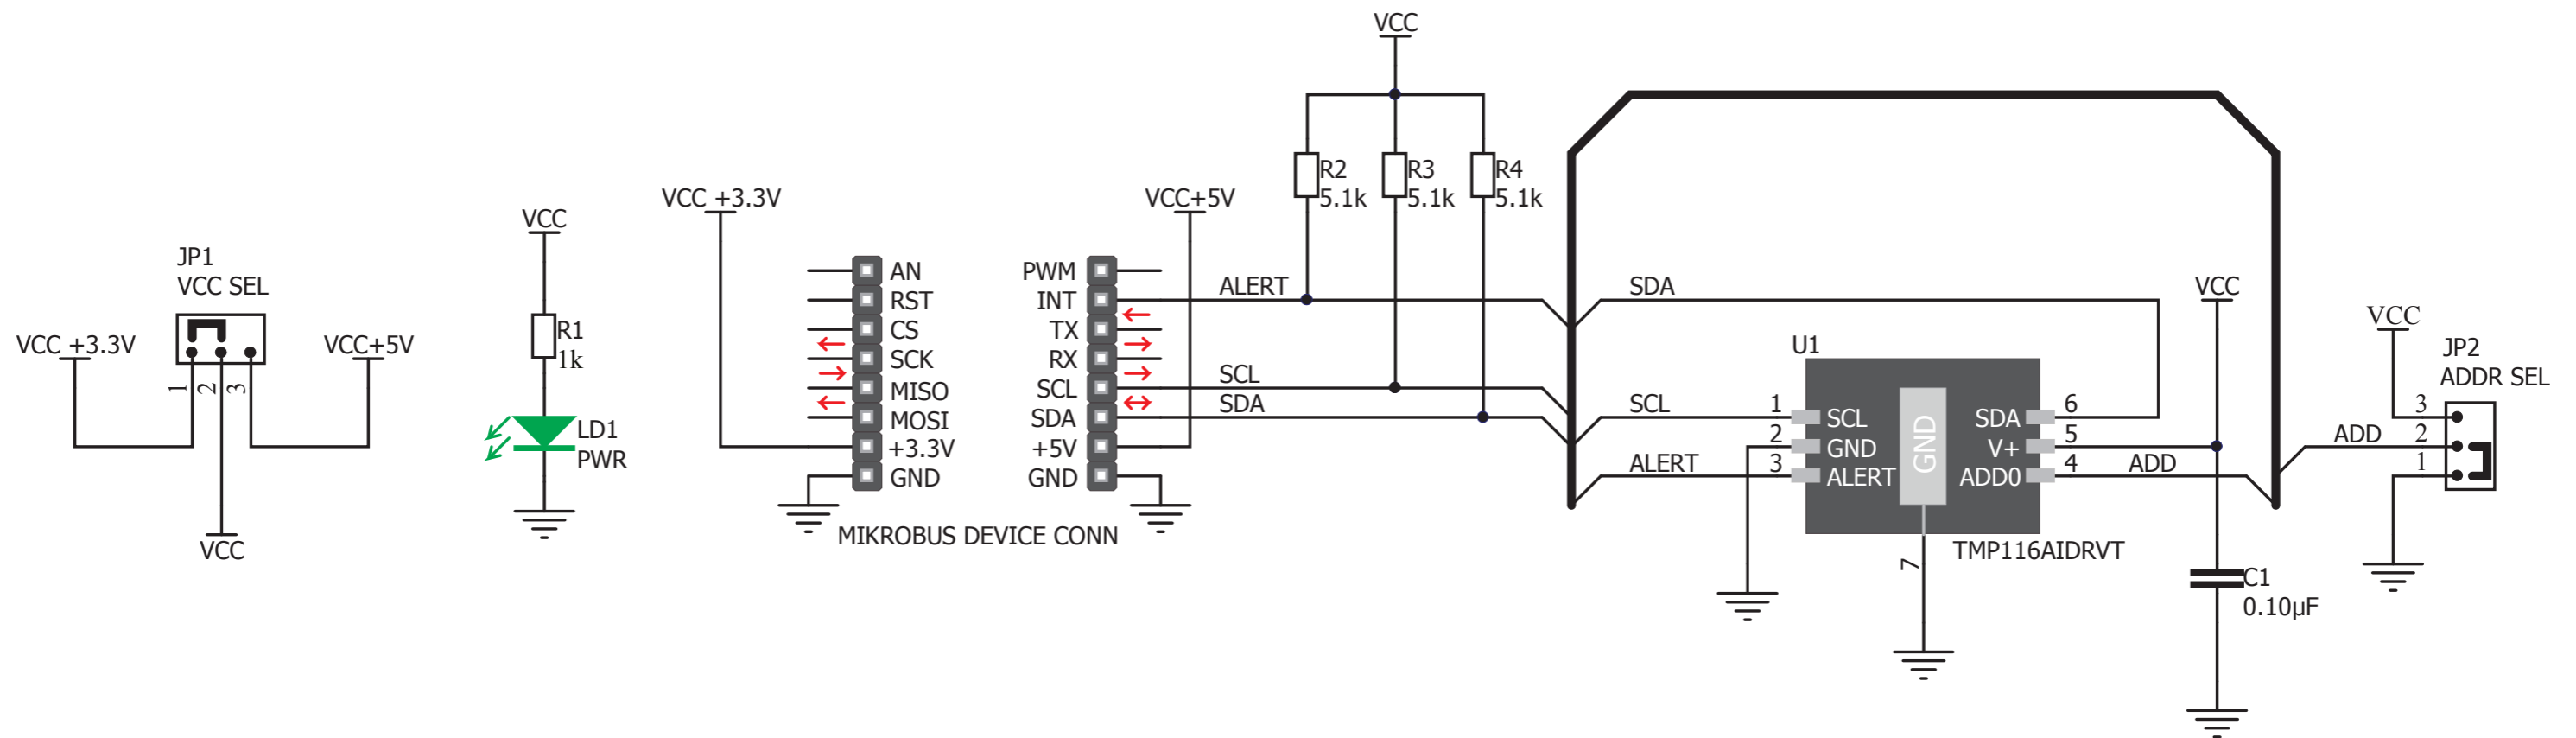 JP1
VCC SEL
VCC +3.3V
VCC+5V
1
2
3
VCC
VCC
R1
1k
LD1
PWR
VCC +3.3V
VCC+5V
AN
RST
CS
SCK
MISO
MOSI
+3.3V
GND
PWM
INT
TX
RX
SCL
SDA
+5V
GND
MIKROBUS DEVICE CONN
VCC
R2
5.1k
R3
5.1k
R4
5.1k
ALERT
SCL
SDA
SDA
SCL
ALERT
U1
1
2
3
SCL
GND
ALERT
GND
SDA
V+
ADD0
6
5
4
7
TMP116AIDRVT
ADD
VCC
C1
0.10µF
ADD
VCC
JP2
ADDR SEL
3
2
1